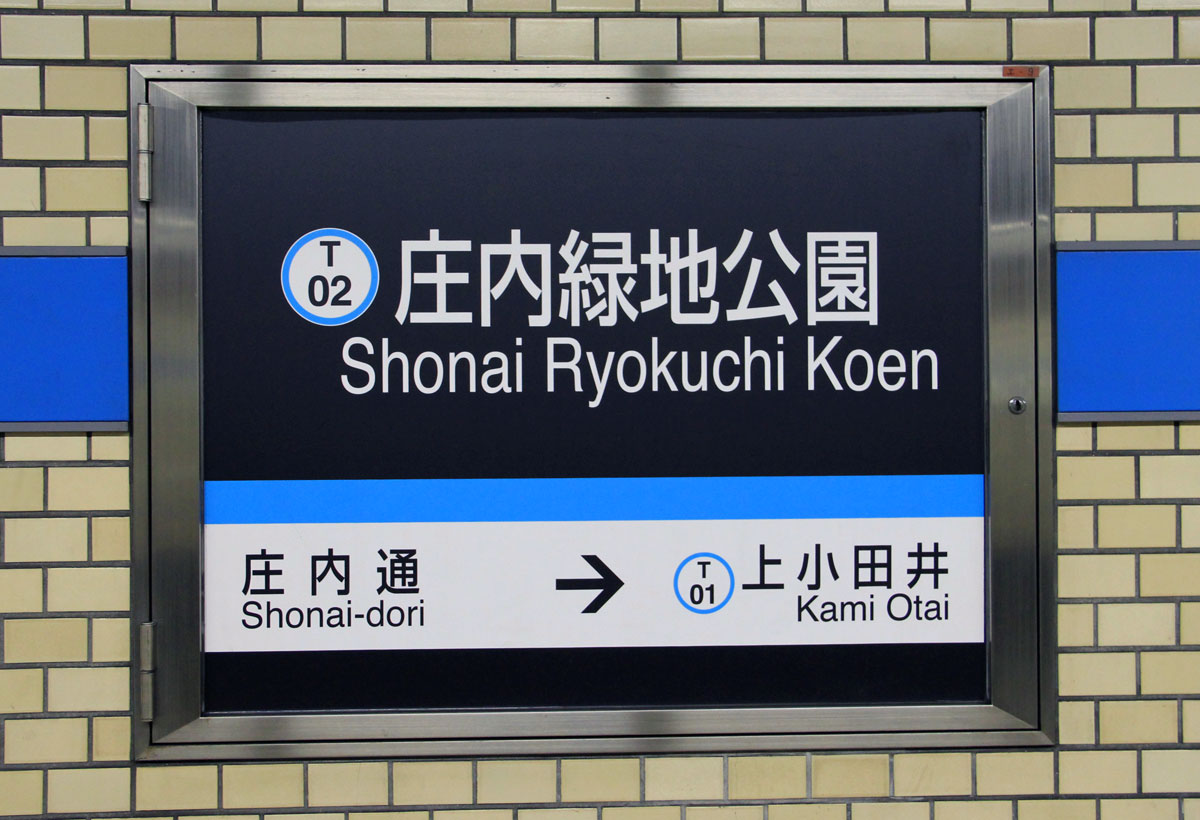 T
02
庄内緑地公園
Shonai Ryokuchi Koen
庄内通
Shonai-dori
→
T
01
上小田井
Kami Otai